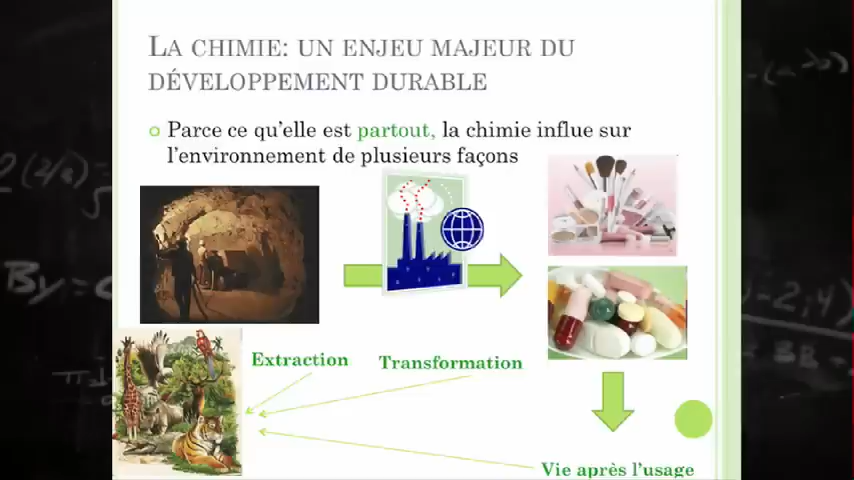 LA CHIMIE: UN ENJEU MAJEUR DU
DÉVELOPPEMENT DURABLE
Parce ce qu'elle est partout, la chimie influe sur
l'environnement de plusieurs façons
Extraction
Transformation
Vie après l'usage
By=